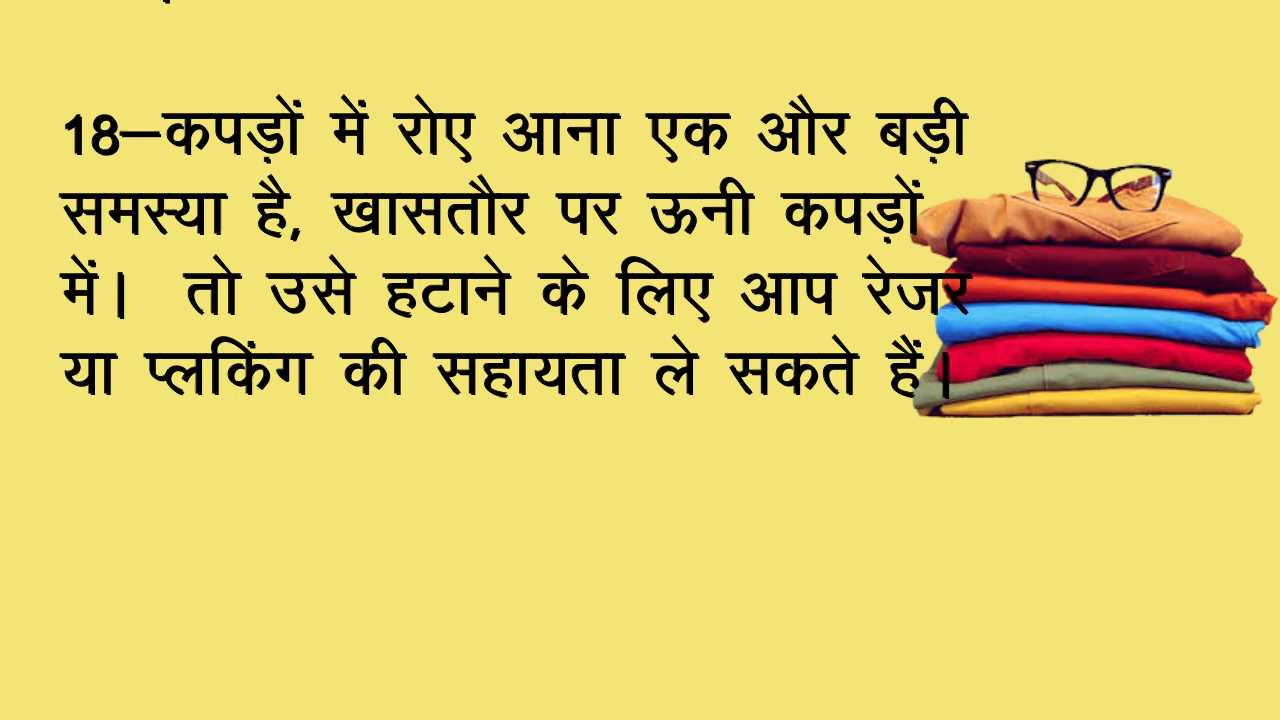 18–कपड़ों में रोए आना एक और बड़ी
समस्या है, खासतौर पर ऊनी कपड़ों
में। तो उसे हटाने के लिए आप रेजर
या प्लकिंग की सहायता ले सकते हैं।